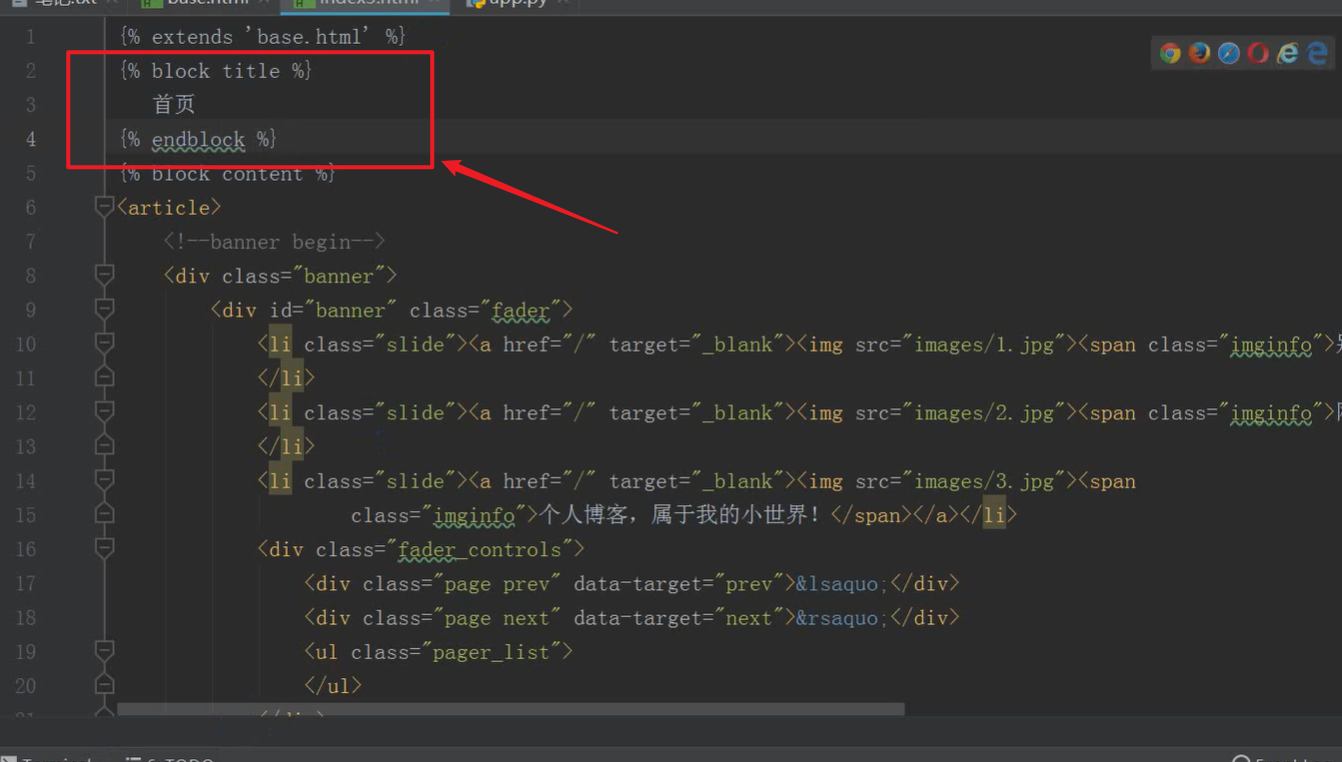 笔记.txt base.html index3.html app.py
1 {% extends 'base.html' %}
2 {% block title %}
3 首页
4 {% endblock %}
5 {% block content %}
6 <article>
7 <!--banner begin-->
8 <div class="banner">
9 <div id="banner" class="fader">
10 <li class="slide"><a href="/" target="_blank"><img src="images/1.jpg"><span class="imginfo">
11 </li>
12 <li class="slide"><a href="/" target="_blank"><img src="images/2.jpg"><span class="imginfo">
13 </li>
14 <li class="slide"><a href="/" target="_blank"><img src="images/3.jpg"><span
15 class="imginfo">个人博客，属于我的小世界！</span></a></li>
16 <div class="fader_controls">
17 <div class="page prev" data-target="prev">&lsaquo;</div>
18 <div class="page next" data-target="next">&rsaquo;</div>
19 <ul class="pager_list">
20 </ul>
21 </div>